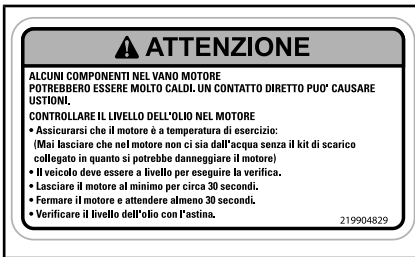 ATTENZIONE
ALCUNI COMPONENTI NEL VANO MOTORE
POTREBBERO ESSERE MOLTO CALDI. UN CONTATTO DIRETTO PUO' CAUSARE
USTIONI.
CONTROLLARE IL LIVELLO DELL'OLIO NEL MOTORE
• Assicurarsi che il motore è a temperatura di esercizio:
(Mai lasciare che nel motore non ci sia dall'acqua senza il kit di scarico
collegato in quanto si potrebbe danneggiare il motore)
• Il veicolo deve essere a livello per eseguire la verifica.
• Lasciare il motore al minimo per circa 30 secondi.
• Fermare il motore e attendere almeno 30 secondi.
• Verificare il livello dell'olio con l'astina.
219904829